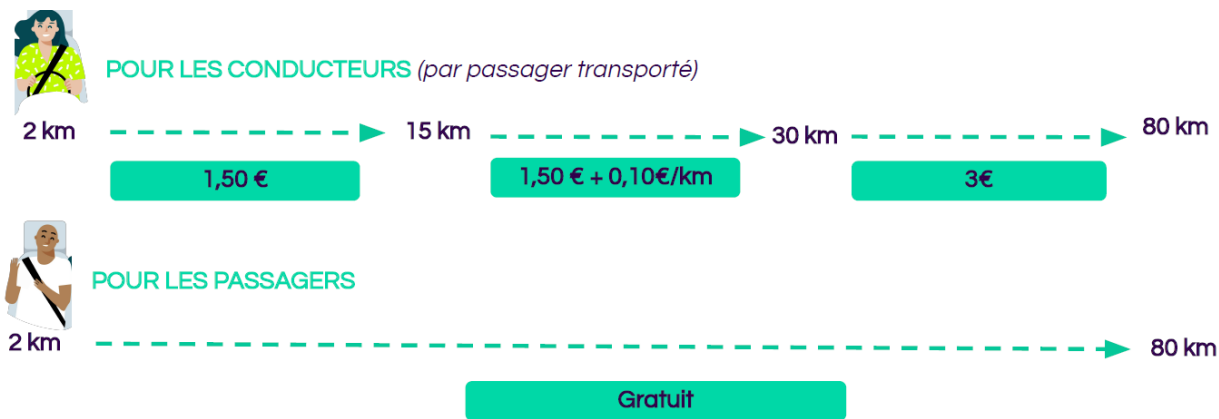 POUR LES CONDUCTEURS (par passager transporté)
2 km
15 km
30 km
80 km
1,50 €
1,50 € + 0,10€/km
3€
POUR LES PASSAGERS
2 km
80 km
Gratuit